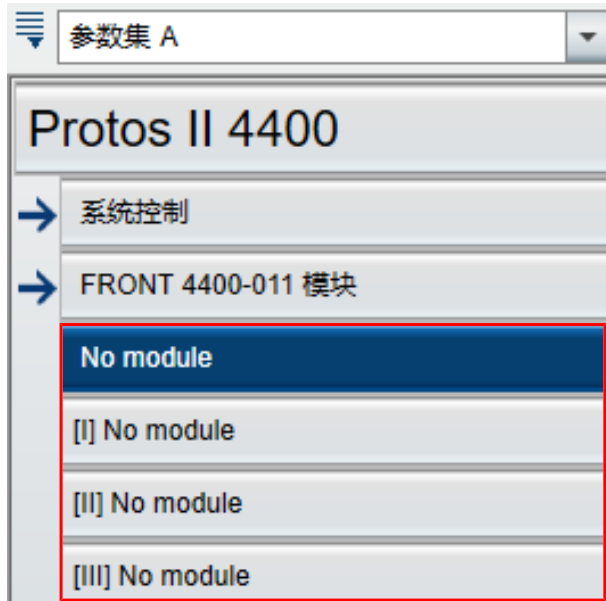 参数集 A
Protos II 4400
系统控制
FRONT 4400-011 模块
No module
[I] No module
[II] No module
[III] No module